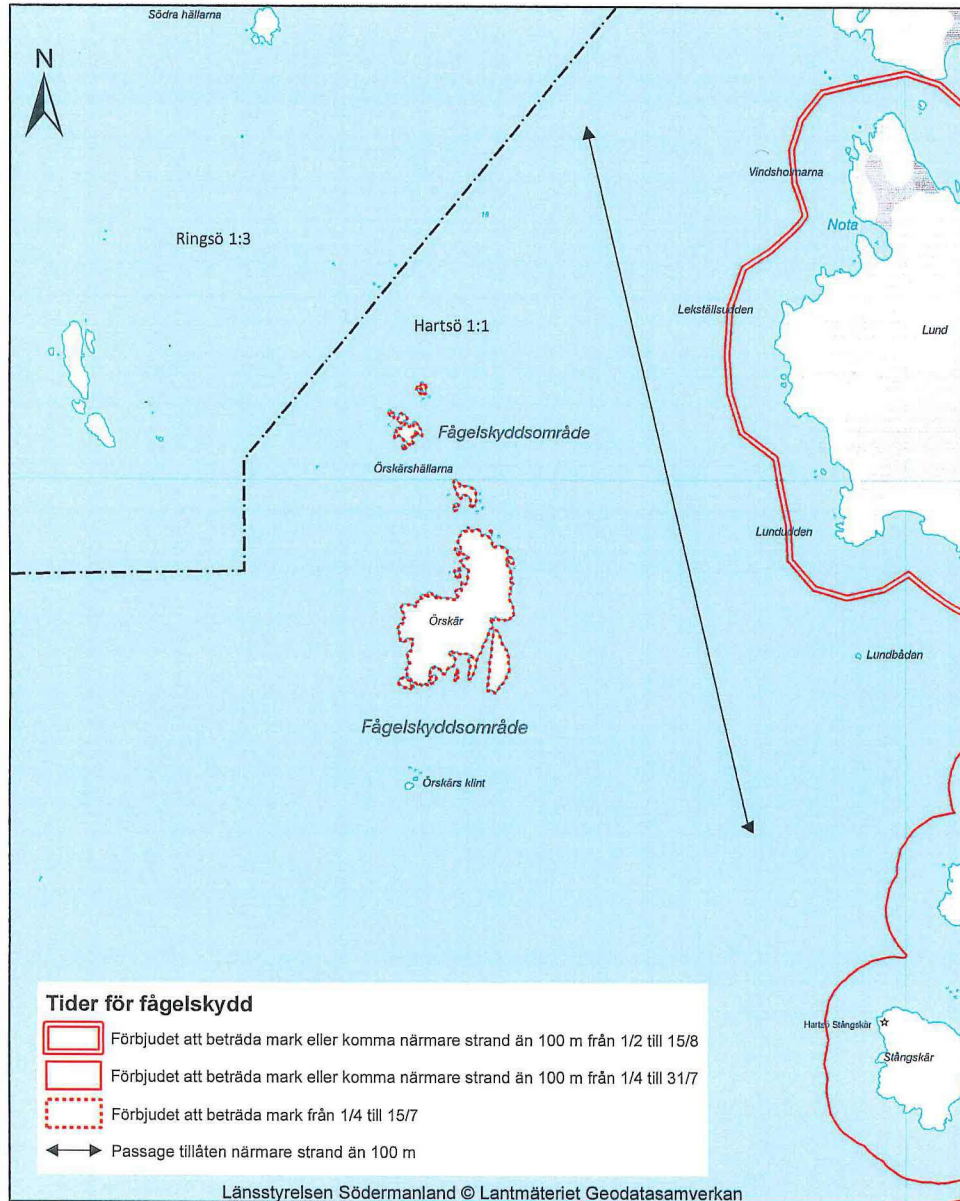 Södra hällarna
N
Vindsholmarna
Nota
Ringsö 1:3
Lekställsudden
Hartsö 1:1
Lund
Fågelskyddsområde
Örskärshällarna
Lundudden
Örskär
Lundbådan
Fågelskyddsområde
Örskärs klint
Tider för fågelskydd
Hartsö Stångskär
Förbjudet att beträda mark eller komma närmare strand än 100 m från 1/2 till 15/8
Stångskär
Förbjudet att beträda mark eller komma närmare strand än 100 m från 1/4 till 31/7
Förbjudet att beträda mark från 1/4 till 15/7
Passage tillåten närmare strand än 100 m
Länsstyrelsen Södermanland © Lantmäteriet Geodatasamverkan